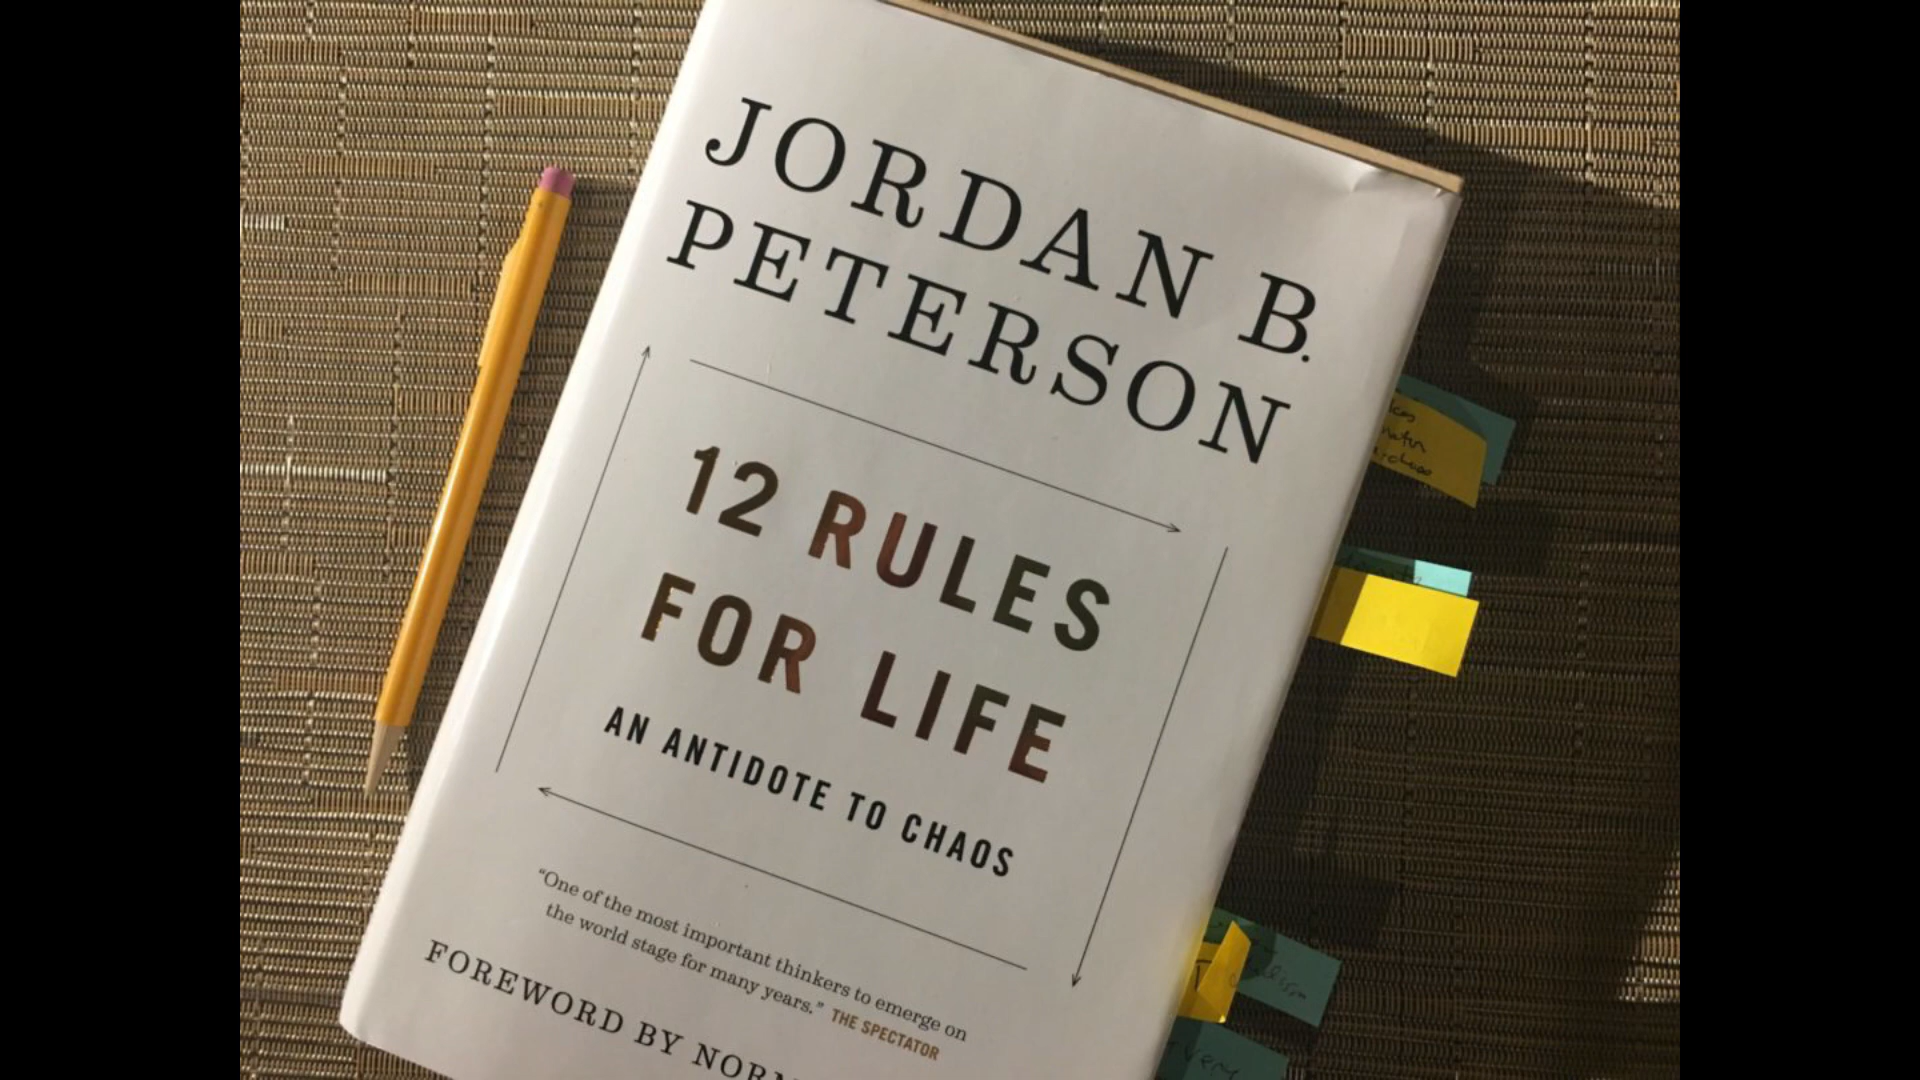 JORDAN B.
PETERSON
12 RULES
FOR LIFE
AN ANTIDOTE TO CHAOS
“One of the most important thinkers to emerge on
the world stage for many years.” THE SPECTATOR
FOREWORD BY